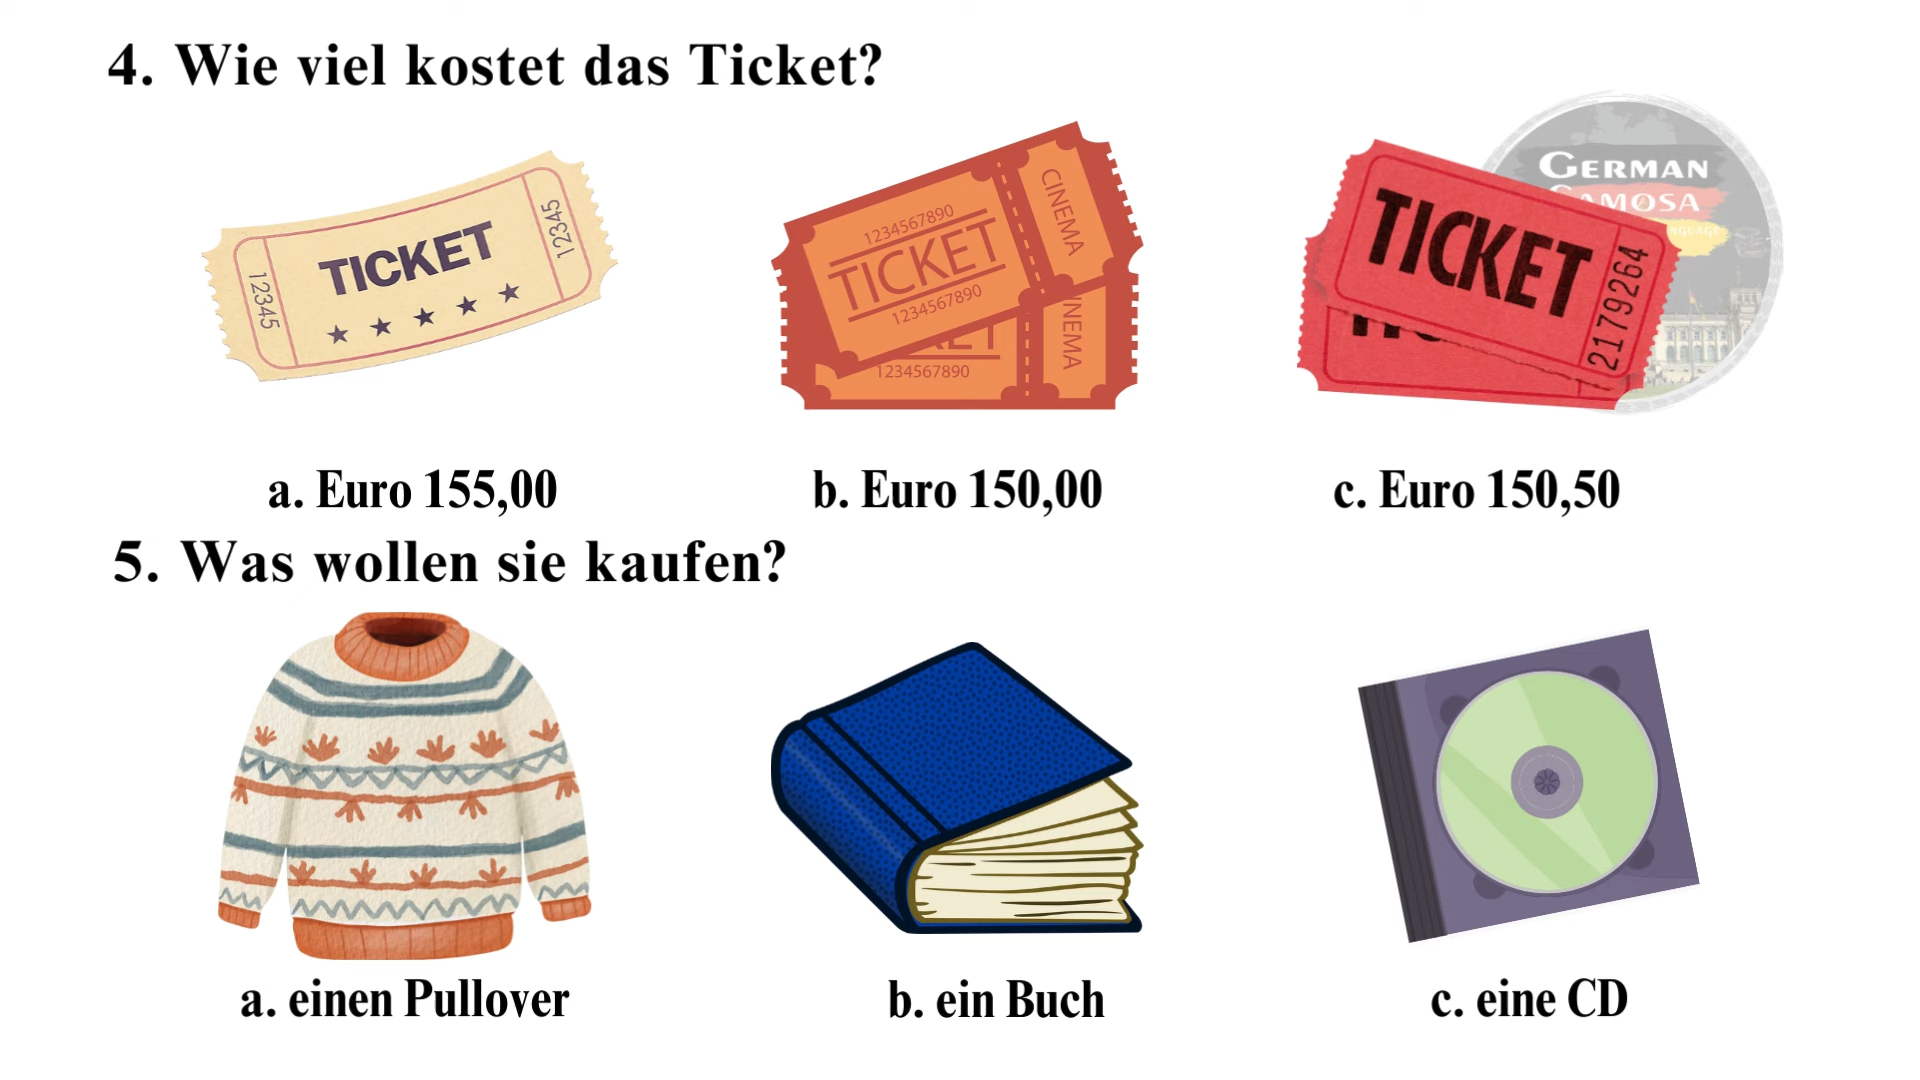 4. Wie viel kostet das Ticket?
12345
TICKET
12345
1234567890
TICKET
1234567890
CINEMA
1234567890
TICKET
2179264
GERMAN
a. Euro 155,00
b. Euro 150,00
c. Euro 150,50
5. Was wollen sie kaufen?
a. einen Pullover
b. ein Buch
c. eine CD